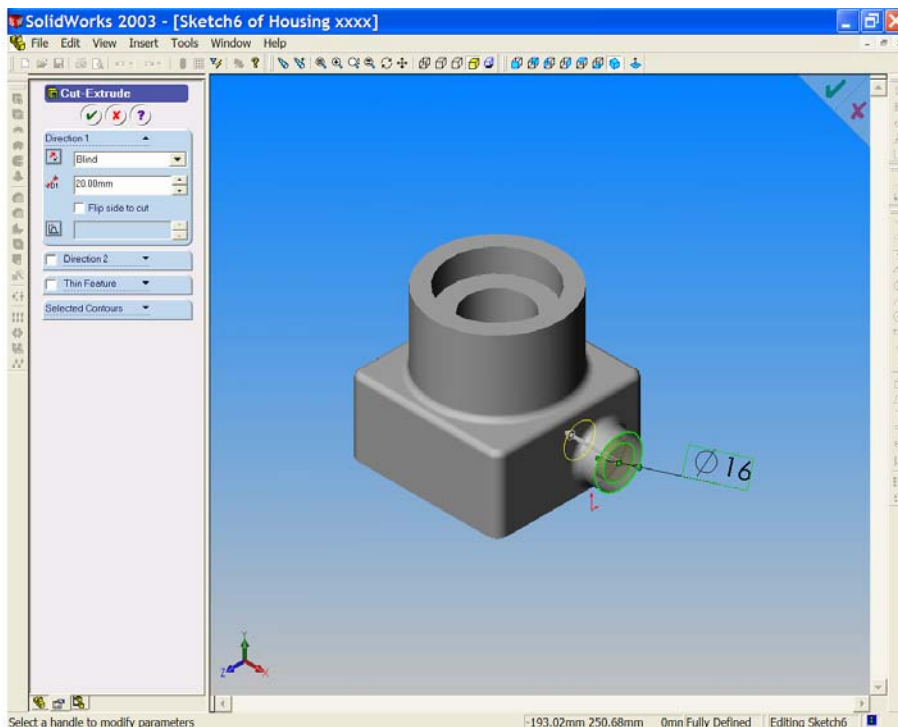 SolidWorks 2003 - [Sketch6 of Housing xxxx]
File Edit View Insert Tools Window Help
Cut-Extrude
Direction 1
Blind
20.00mm
Flip side to cut
Direction 2
Thin Feature
Selected Contours
Ø 16
Y
Z
X
Select a handle to modify parameters
-193.02mm 250.68mm 0mn Fully Defined Editing Sketch6